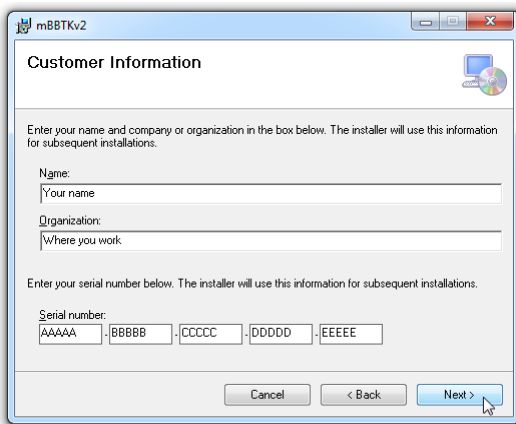 mBBTKv2
Customer Information
Enter your name and company or organization in the box below. The installer will use this information
for subsequent installations.
Name:
Your name
Organization:
Where you work
Enter your serial number below. The installer will use this information for subsequent installations.
Serial number:
AAAAA - BBBBB - CCCCC - DDDDD - EEEEE
Cancel < Back Next >